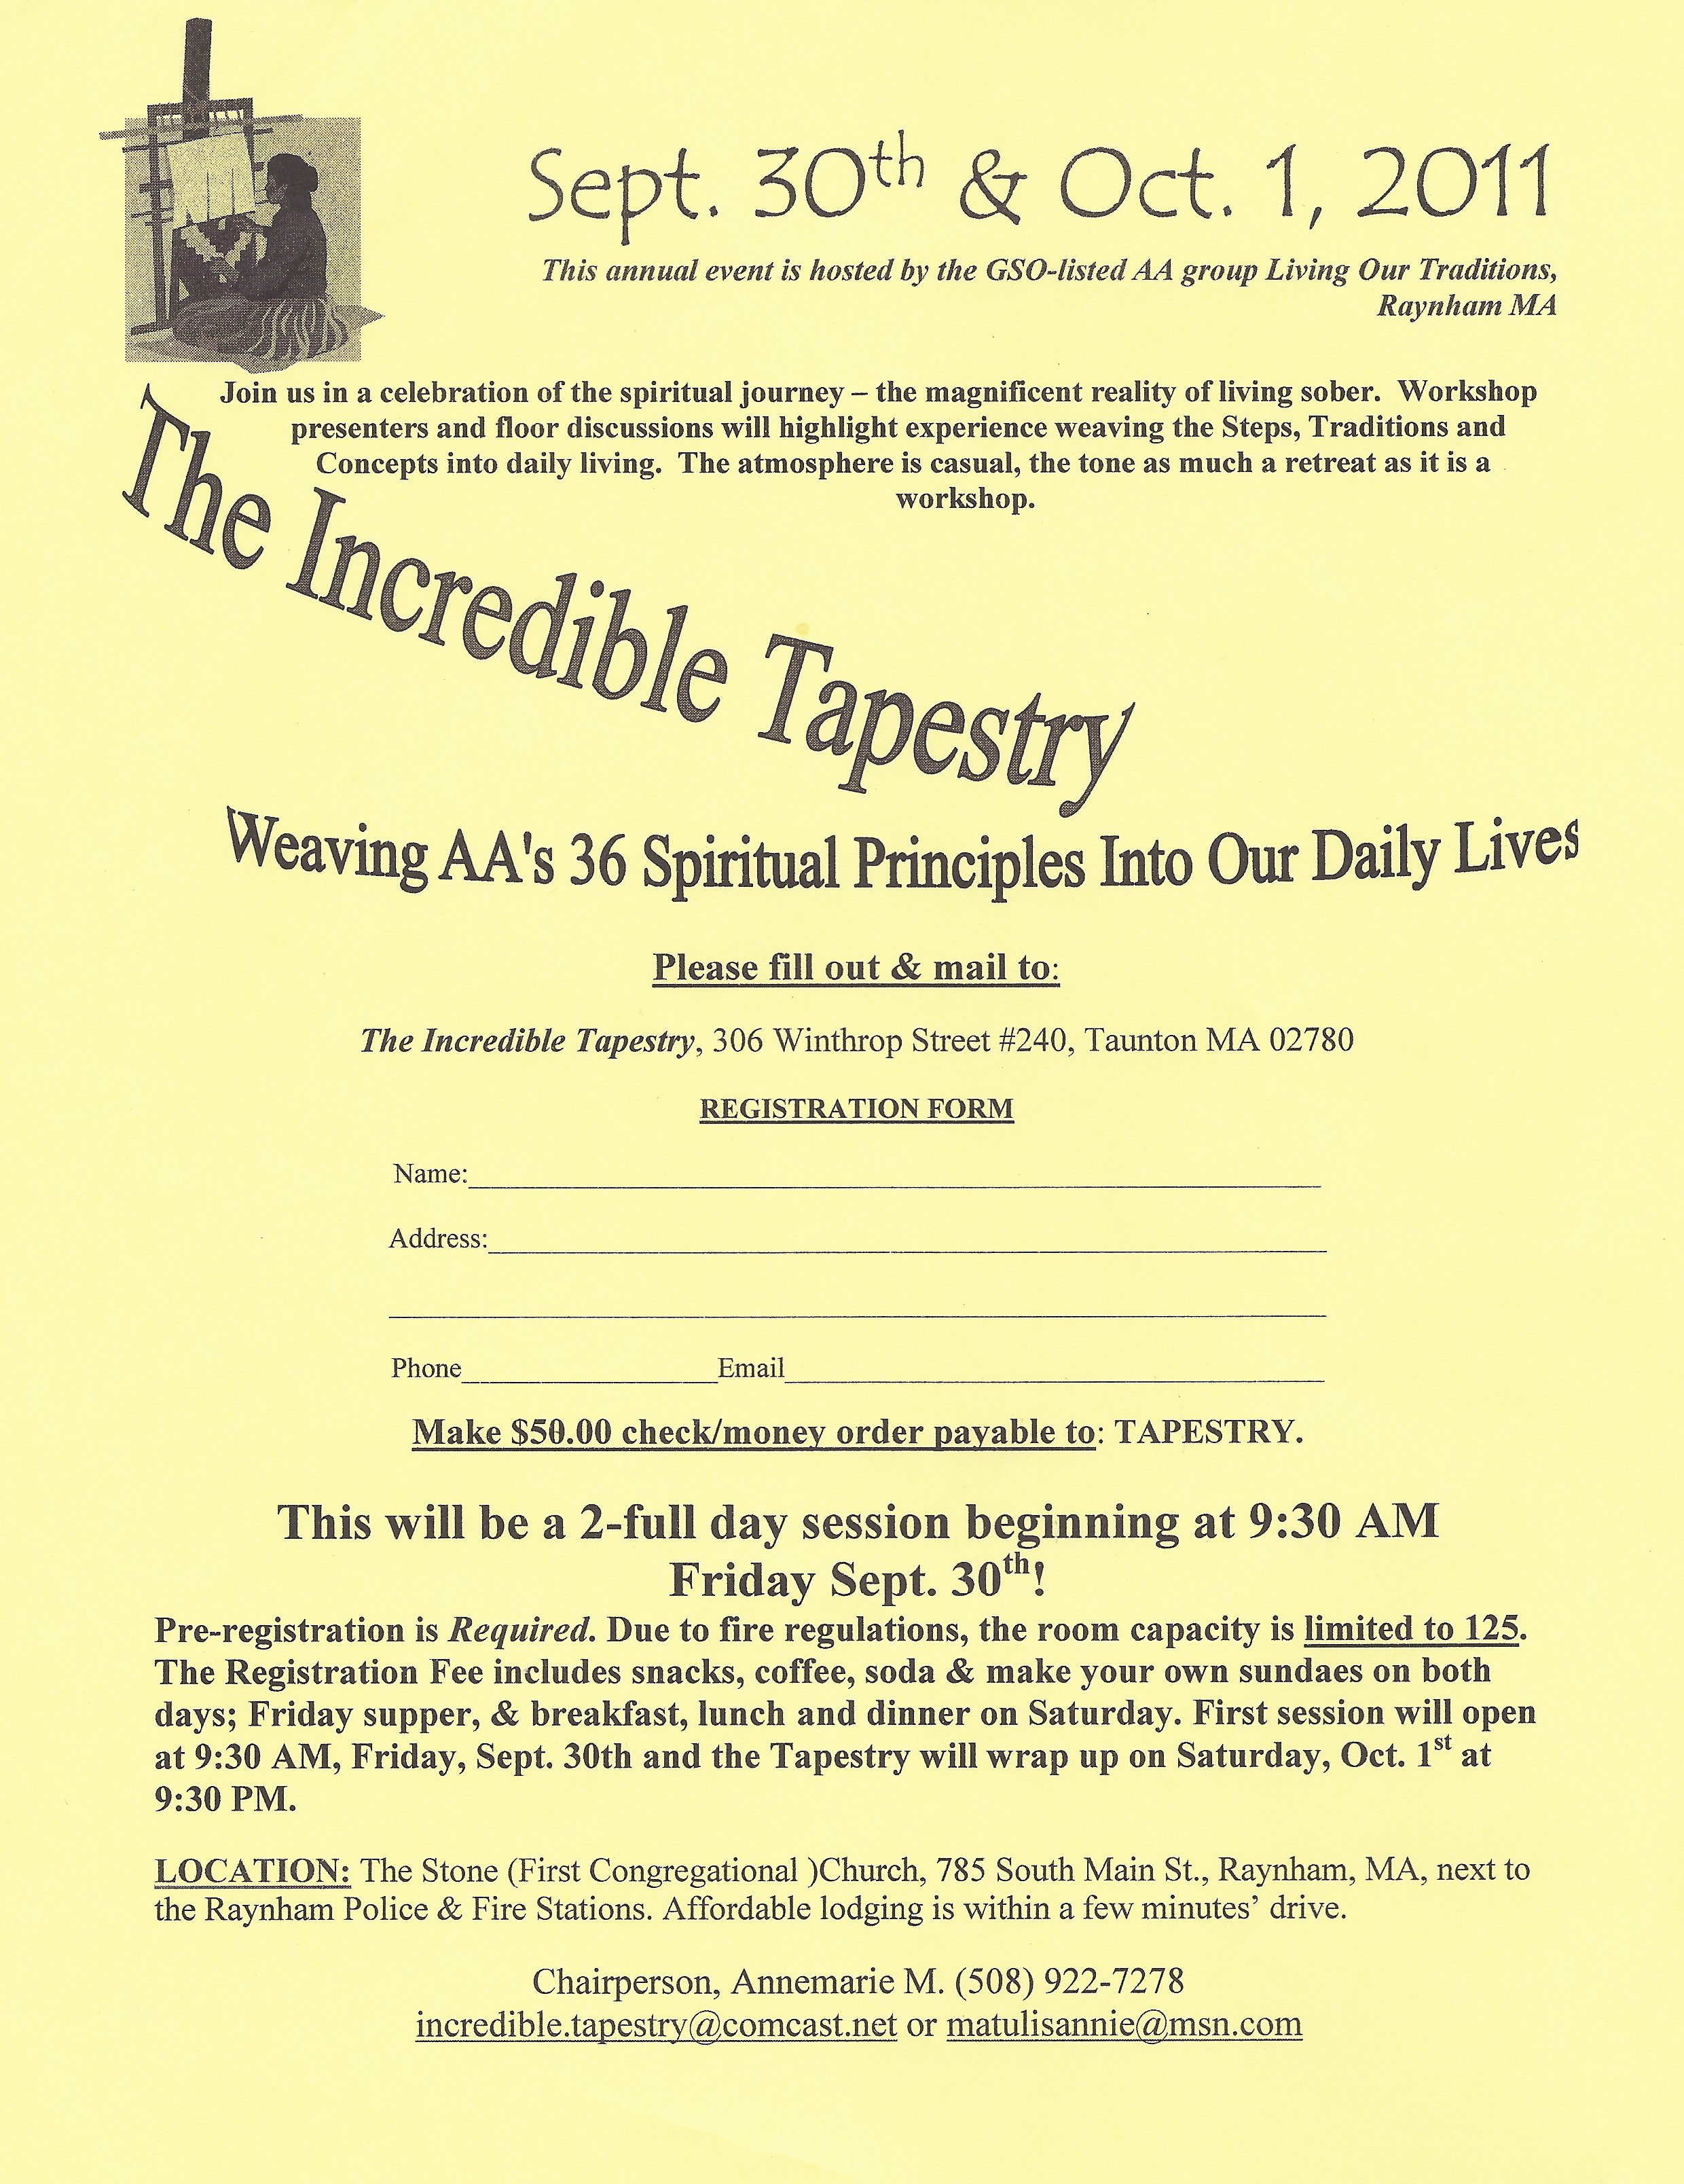 Sept. 30th & Oct. 1, 2011
This annual event is hosted by the GSO-listed AA group Living Our Traditions,
Raynham MA
Join us in a celebration of the spiritual journey – the magnificent reality of living sober. Workshop
presenters and floor discussions will highlight experience weaving the Steps, Traditions and
Concepts into daily living. The atmosphere is casual, the tone as much a retreat as it is a
workshop.
The Incredible Tapestry
Weaving AA's 36 Spiritual Principles Into Our Daily Lives
Please fill out & mail to:
The Incredible Tapestry, 306 Winthrop Street #240, Taunton MA 02780
REGISTRATION FORM
Name:
Address:
Phone Email
Make $50.00 check/money order payable to: TAPESTRY.
This will be a 2-full day session beginning at 9:30 AM
Friday Sept. 30th!
Pre-registration is Required. Due to fire regulations, the room capacity is limited to 125.
The Registration Fee includes snacks, coffee, soda & make your own sundaes on both
days; Friday supper, & breakfast, lunch and dinner on Saturday. First session will open
at 9:30 AM, Friday, Sept. 30th and the Tapestry will wrap up on Saturday, Oct. 1st at
9:30 PM.
LOCATION: The Stone (First Congregational )Church, 785 South Main St., Raynham, MA, next to
the Raynham Police & Fire Stations. Affordable lodging is within a few minutes’ drive.
Chairperson, Annemarie M. (508) 922-7278
incredible.tapestry@comcast.net or matulisannie@msn.com